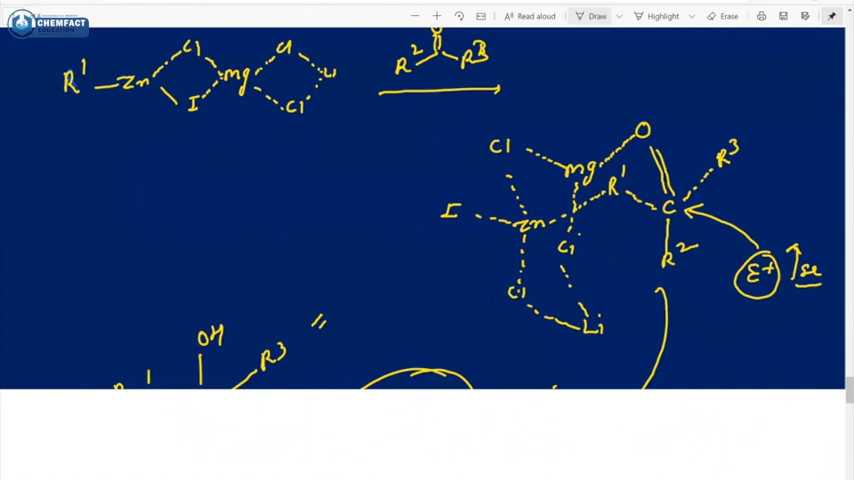 CHEMFACT
EDUCATION
Read aloud
Draw
Highlight
Erase
R¹ Zn Cl I Mg Cl Cl Li
O
R² R³
Cl Mg O R³
R¹
I Zn C
Cl R²
E+ se
Cl Li
OH
R³